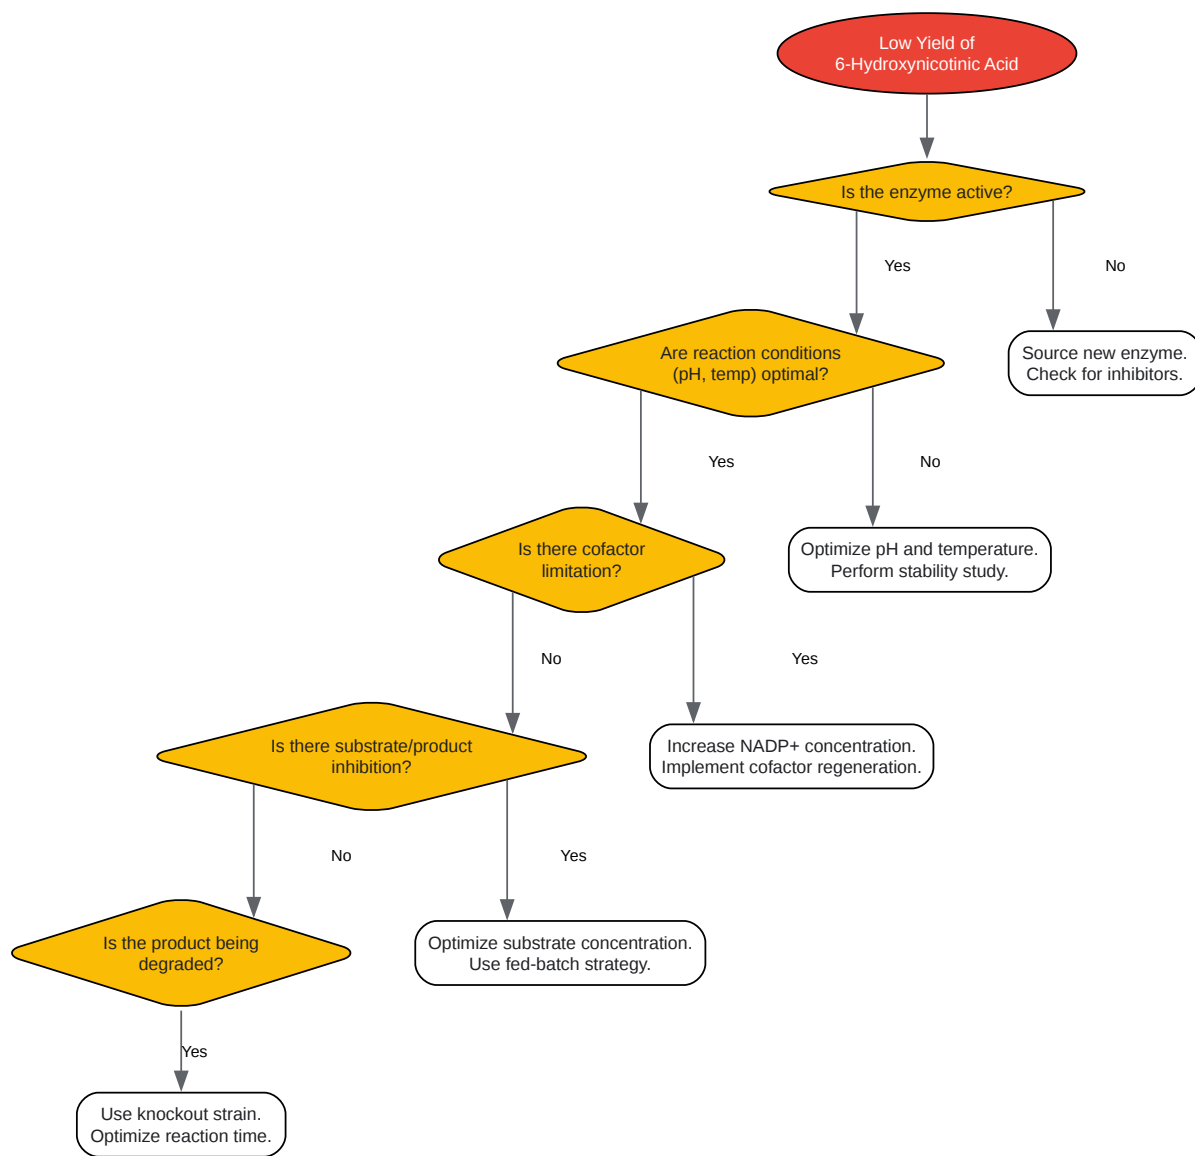 Low Yield of
6-Hydroxynicotinic Acid
Is the enzyme active?
Yes
No
Are reaction conditions
(pH, temp) optimal?
Source new enzyme.
Check for inhibitors.
Yes
No
Is there cofactor
limitation?
Optimize pH and temperature.
Perform stability study.
No
Yes
Is there substrate/product
inhibition?
Increase NADP+ concentration.
Implement cofactor regeneration.
No
Yes
Is the product being
degraded?
Optimize substrate concentration.
Use fed-batch strategy.
Yes
Use knockout strain.
Optimize reaction time.